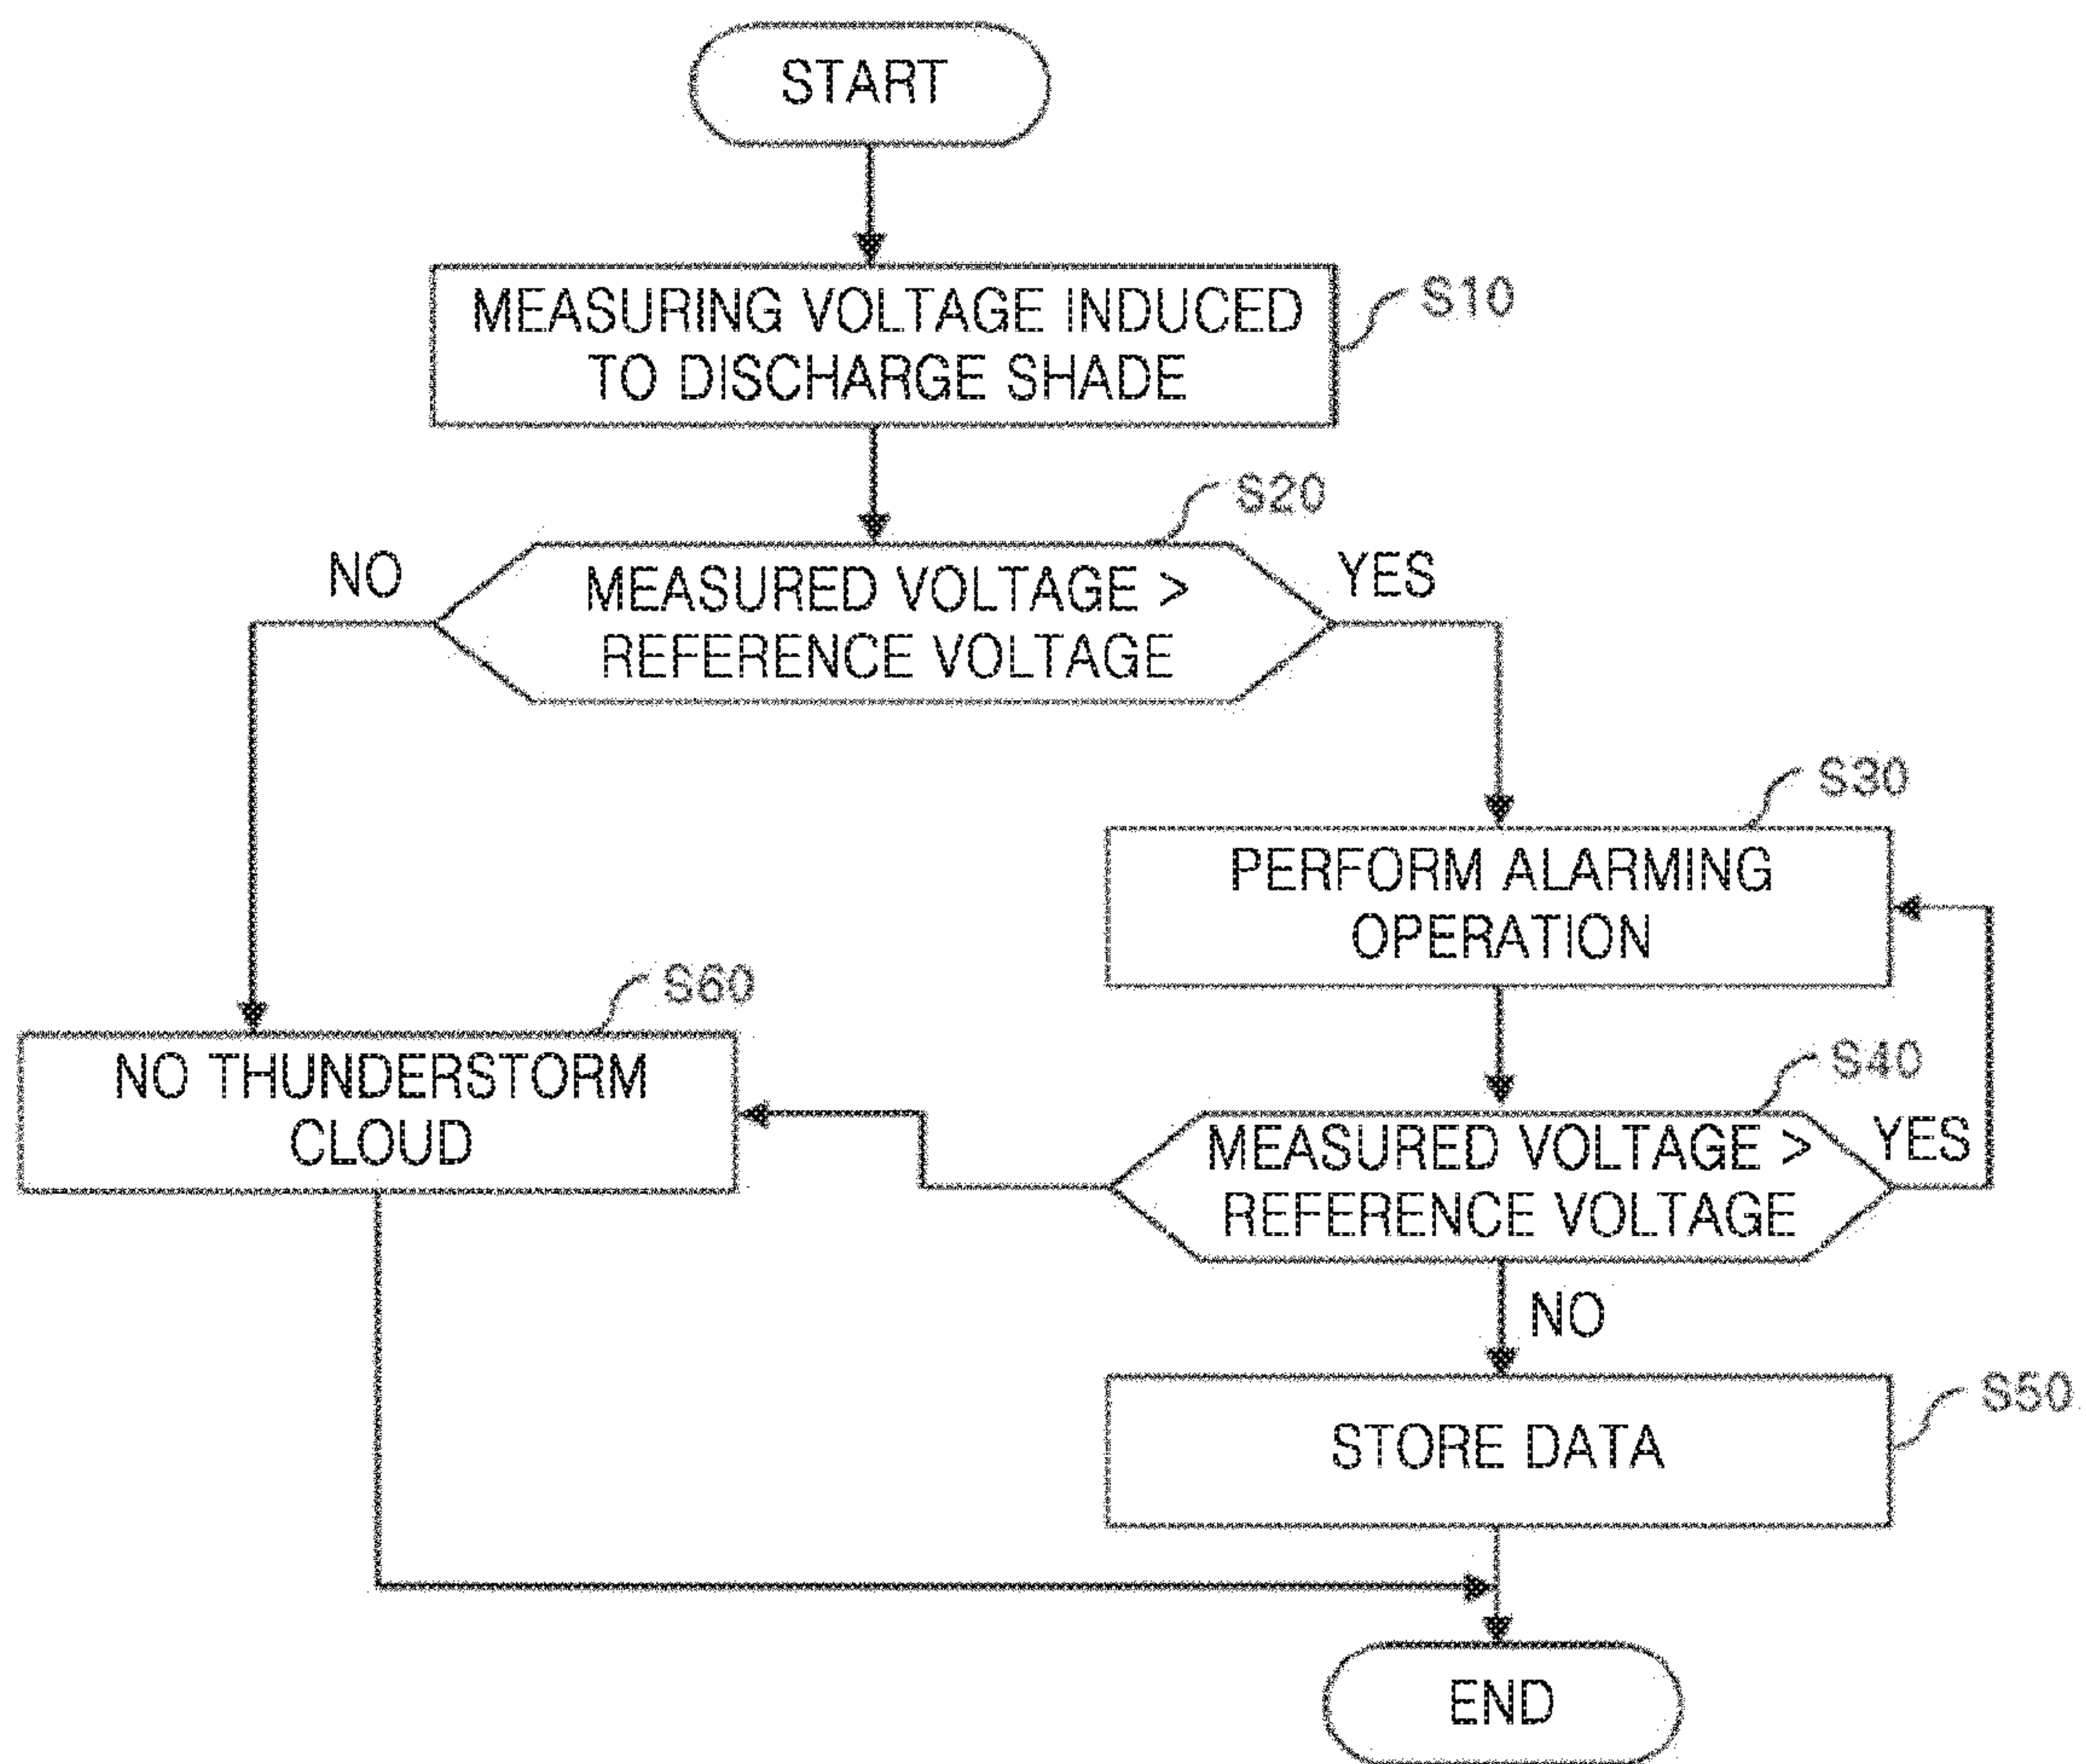 START
MEASURING VOLTAGE INDUCED
TO DISCHARGE SHADE
S10
S20
NO
MEASURED VOLTAGE >
REFERENCE VOLTAGE
YES
S30
PERFORM ALARMING
OPERATION
S60
NO THUNDERSTORM
CLOUD
S40
MEASURED VOLTAGE >
REFERENCE VOLTAGE
YES
NO
S50
STORE DATA
END